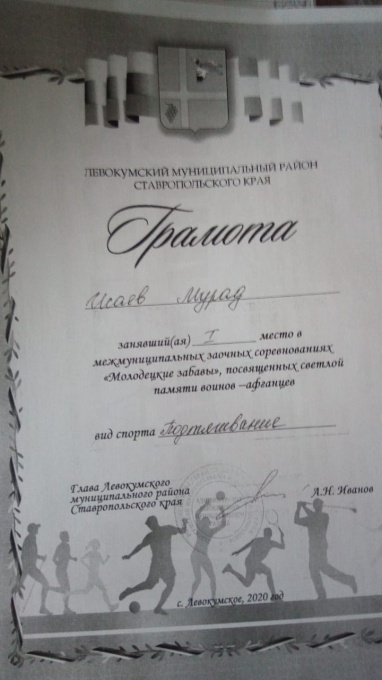 ЛЕВОКУМСКИЙ МУНИЦИПАЛЬНЫЙ РАЙОН
СТАВРОПОЛЬСКОГО КРАЯ
Грамота
Исаев Мурад
занявший(ая) I место в
межмуниципальных заочных соревнованиях
«Молодецкие забавы», посвященных светлой
памяти воинов –афганцев
вид спорта Подтягивание
Глава Левокумского
муниципального района
Ставропольского края
А.Н. Иванов
с. Левокумское, 2020 год